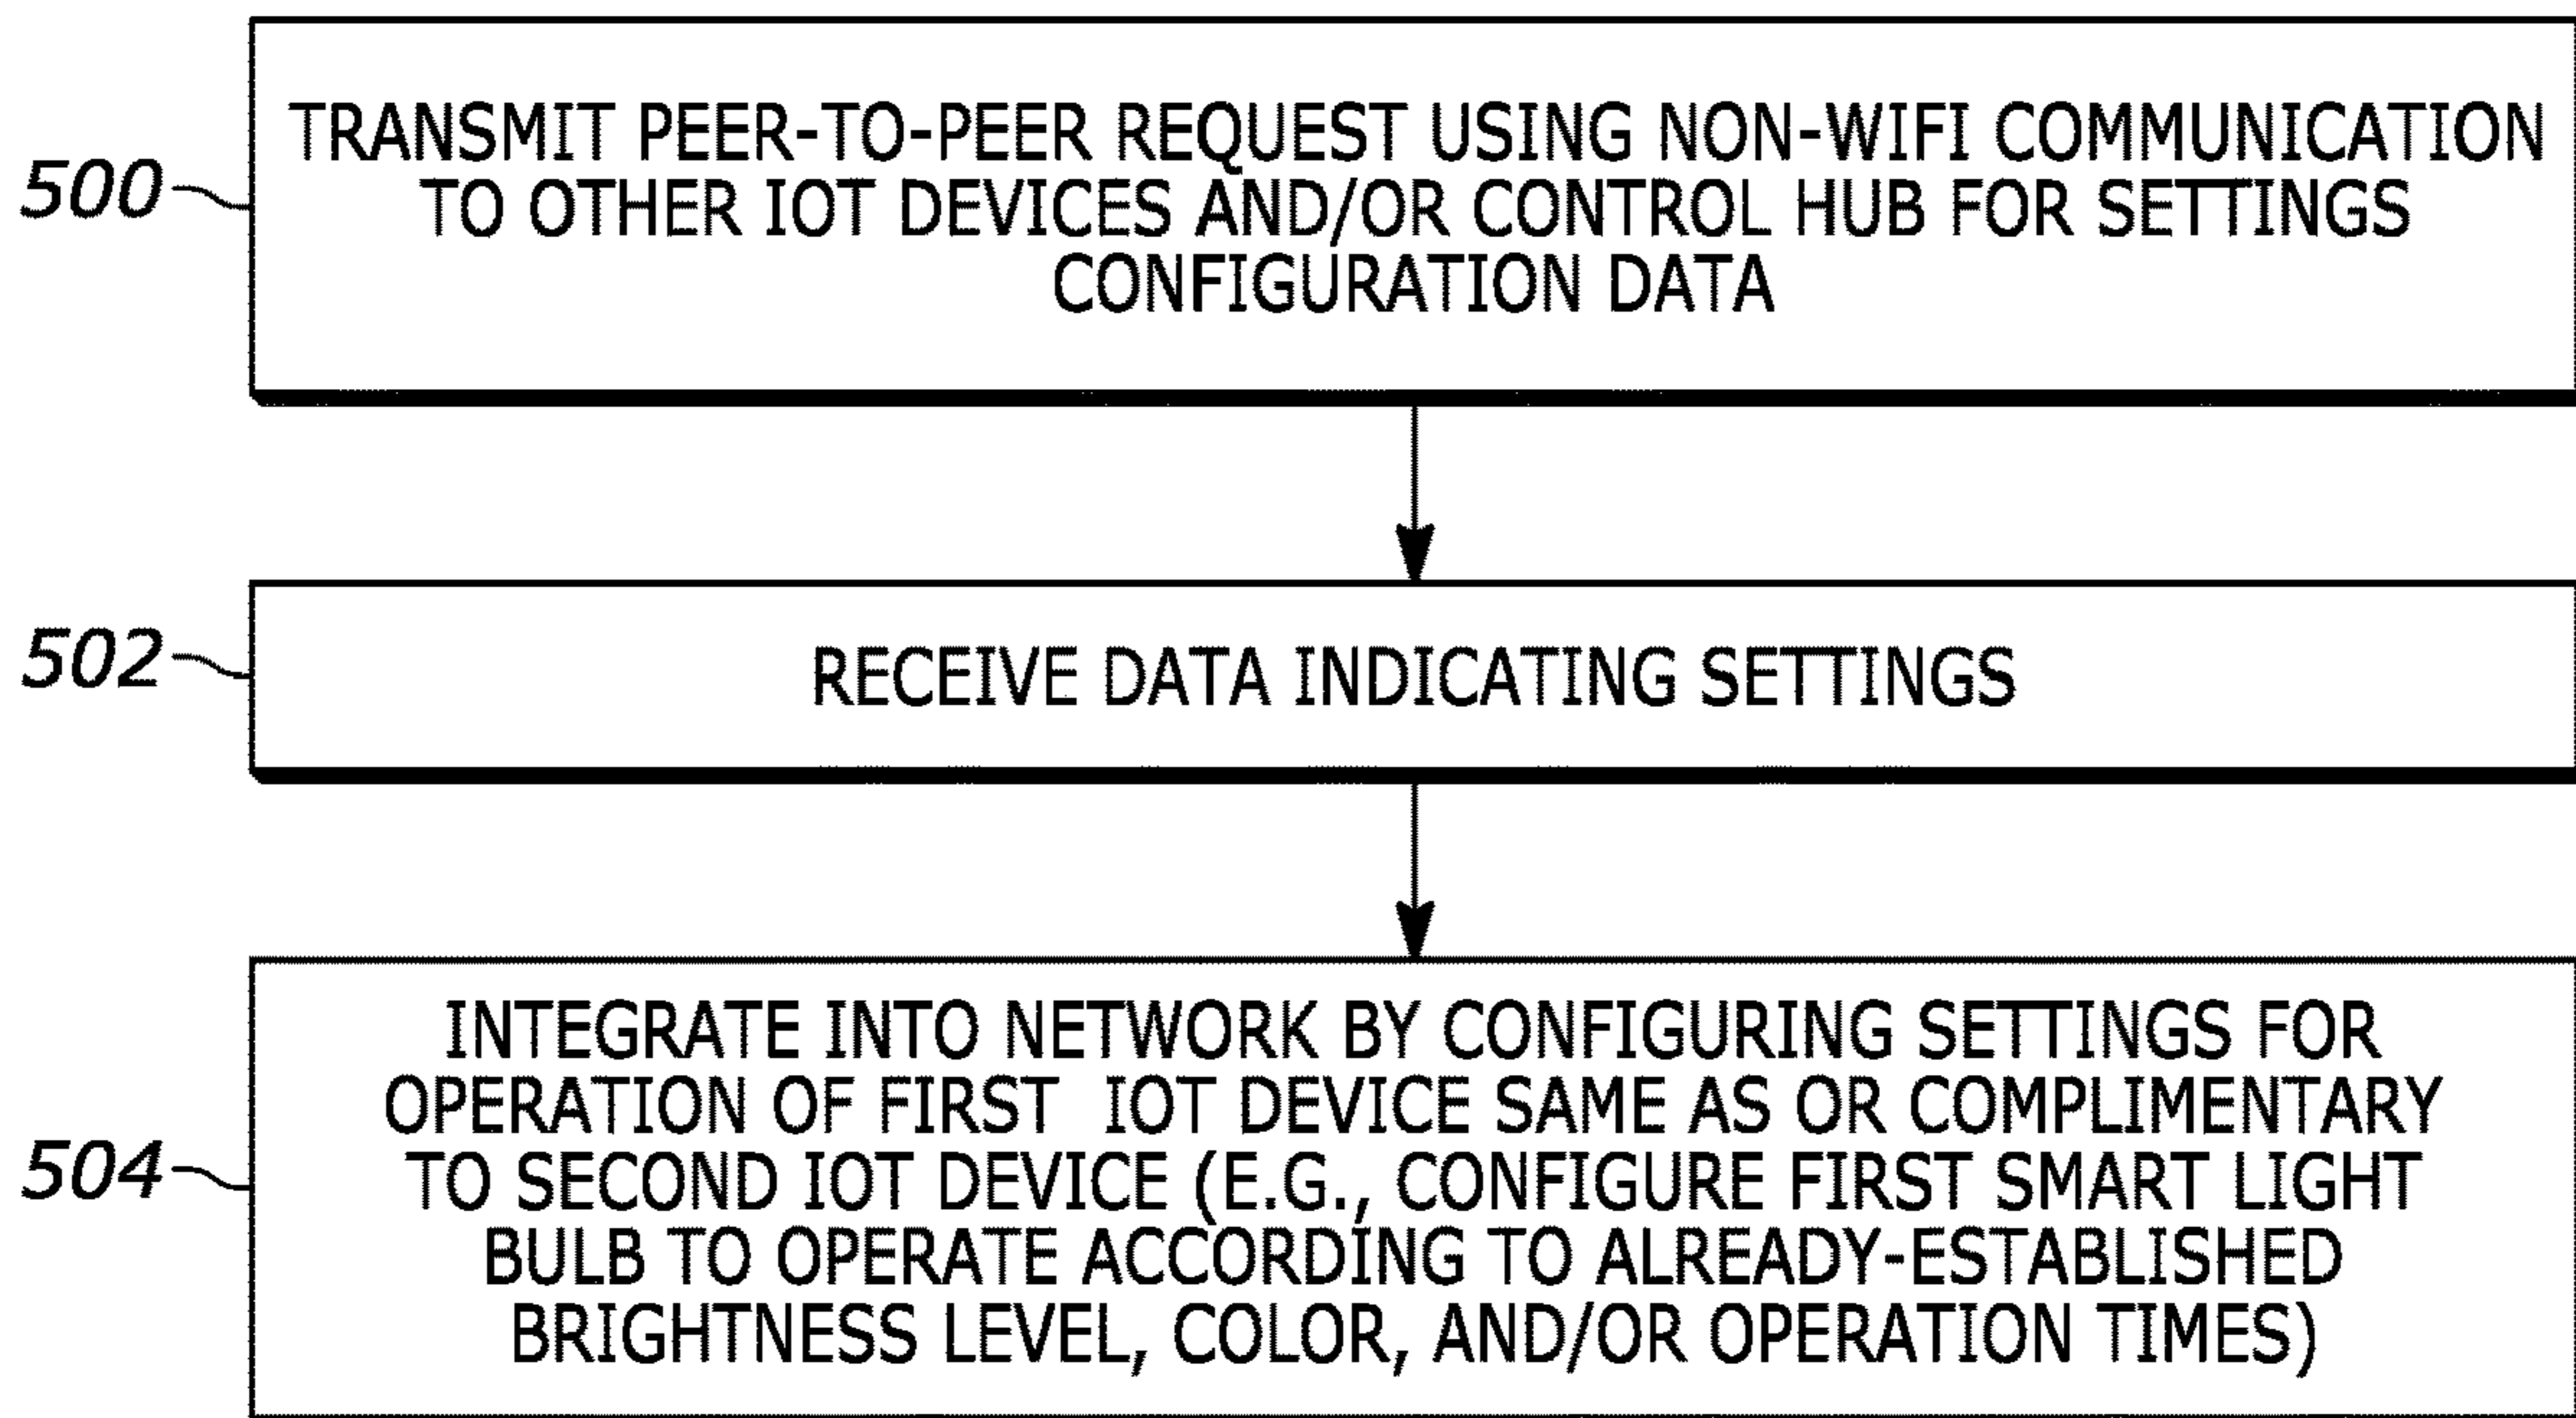 500
TRANSMIT PEER-TO-PEER REQUEST USING NON-WIFI COMMUNICATION
TO OTHER IOT DEVICES AND/OR CONTROL HUB FOR SETTINGS
CONFIGURATION DATA
502
RECEIVE DATA INDICATING SETTINGS
504
INTEGRATE INTO NETWORK BY CONFIGURING SETTINGS FOR
OPERATION OF FIRST IOT DEVICE SAME AS OR COMPLIMENTARY
TO SECOND IOT DEVICE (E.G., CONFIGURE FIRST SMART LIGHT
BULB TO OPERATE ACCORDING TO ALREADY-ESTABLISHED
BRIGHTNESS LEVEL, COLOR, AND/OR OPERATION TIMES)